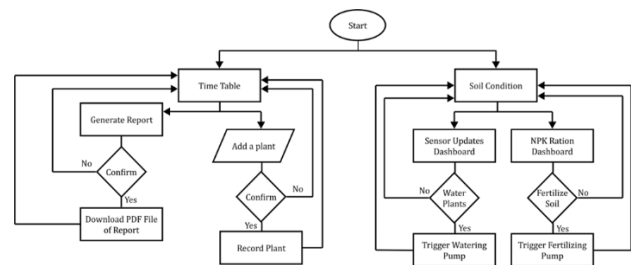 Start
Time Table
Soil Condition
Generate Report
Add a plant
Sensor Updates
Dashboard
NPK Ration
Dashboard
No
Confirm
Yes
Confirm
No
Yes
No
Water
Plants
Yes
Fertilize
Soil
No
Yes
Download PDF File
of Report
Record Plant
Trigger Watering
Pump
Trigger Fertilizing
Pump